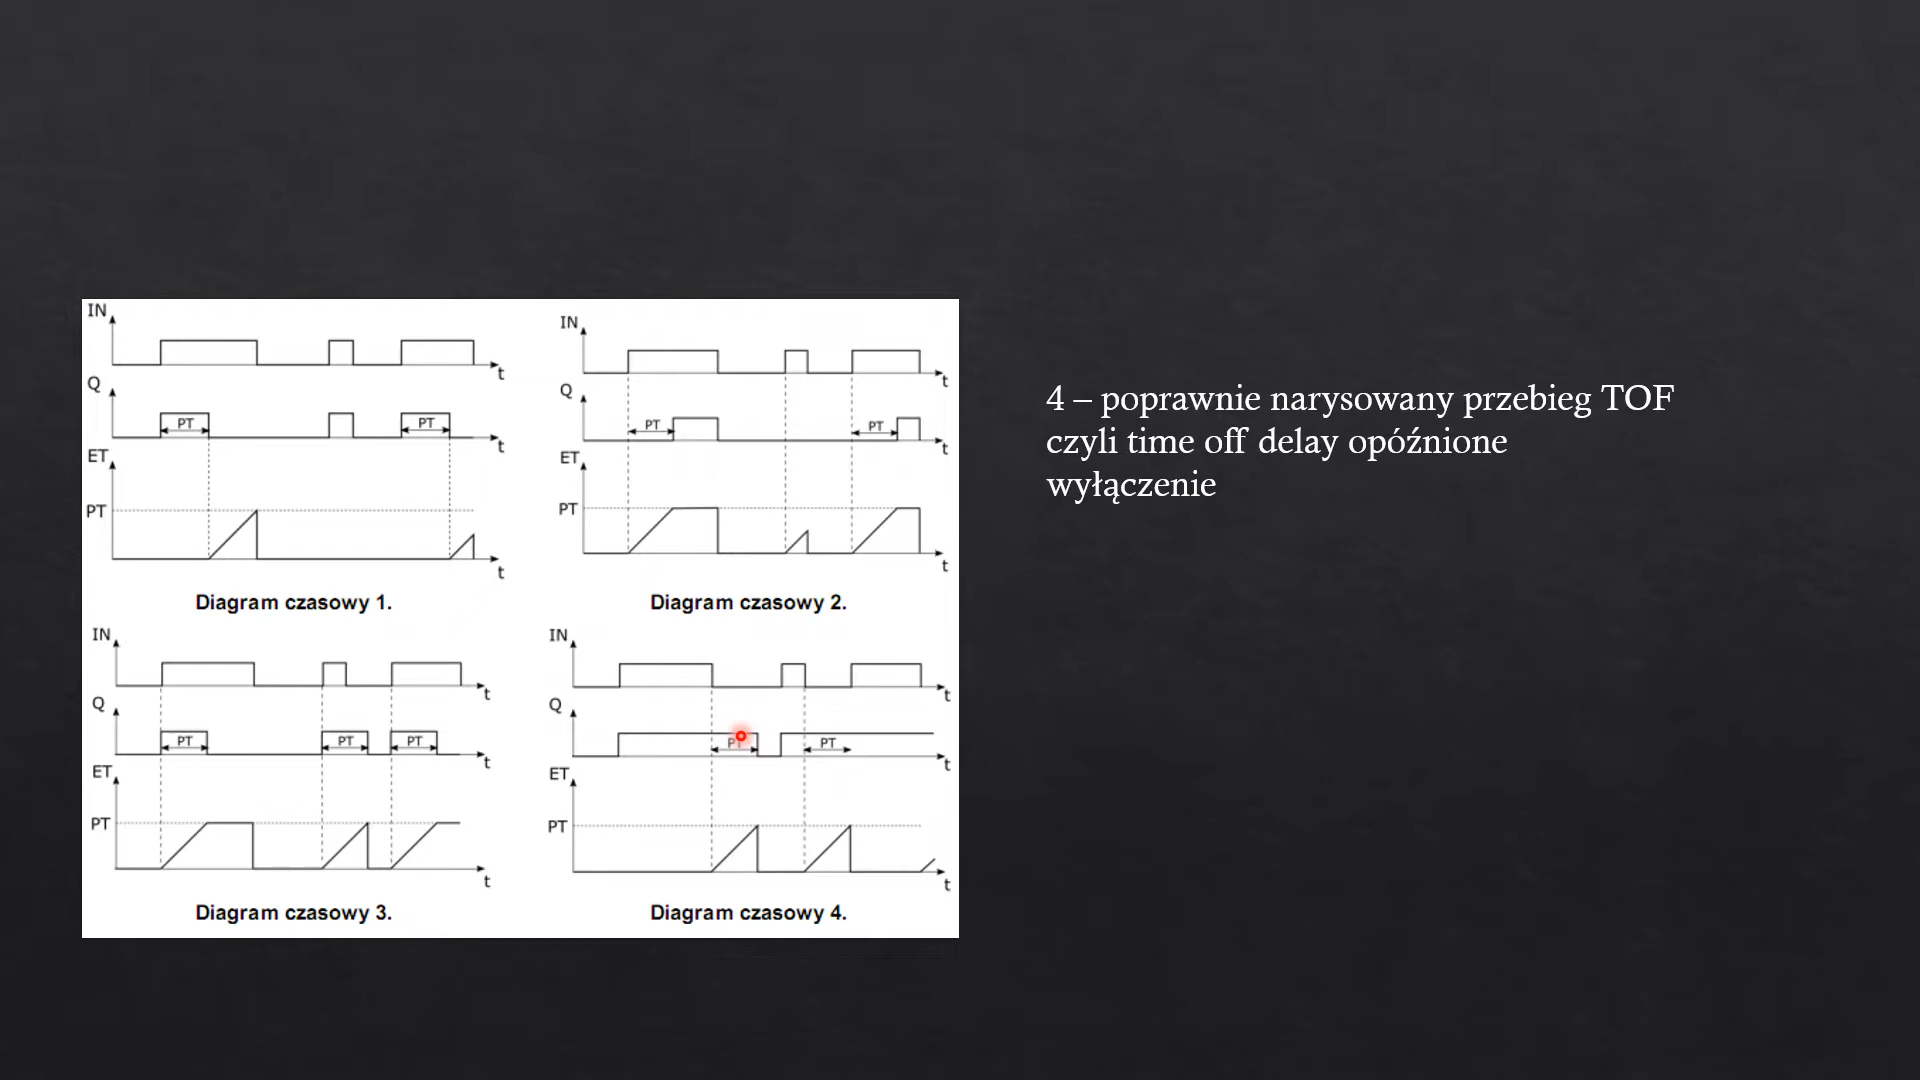 IN
t
Q
PT
PT
t
ET
PT
t
Diagram czasowy 1.
IN
t
Q
PT
PT
t
ET
PT
t
Diagram czasowy 2.
IN
t
Q
PT
PT
PT
t
ET
PT
t
Diagram czasowy 3.
IN
t
Q
PT
PT
t
ET
PT
t
Diagram czasowy 4.
4 – poprawnie narysowany przebieg TOF
czyli time off delay opóźnione
wyłączenie